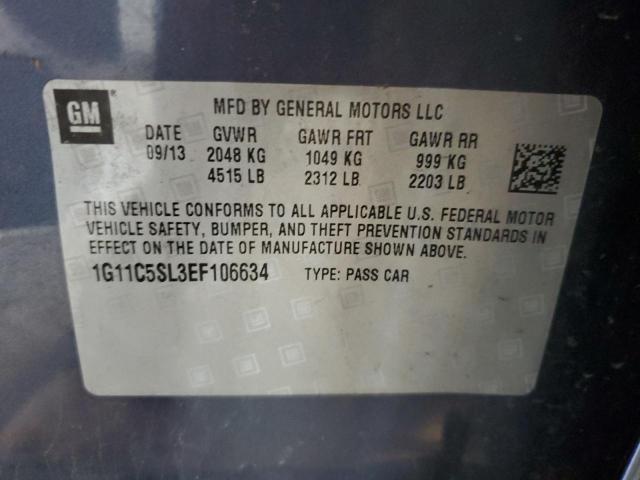 GM
MFD BY GENERAL MOTORS LLC
DATE GVWR GAWR FRT GAWR RR
09/13 2048 KG 1049 KG 999 KG
4515 LB 2312 LB 2203 LB
THIS VEHICLE CONFORMS TO ALL APPLICABLE U.S. FEDERAL MOTOR
VEHICLE SAFETY, BUMPER, AND THEFT PREVENTION STANDARDS IN
EFFECT ON THE DATE OF MANUFACTURE SHOWN ABOVE.
1G11C5SL3EF106634 TYPE: PASS CAR